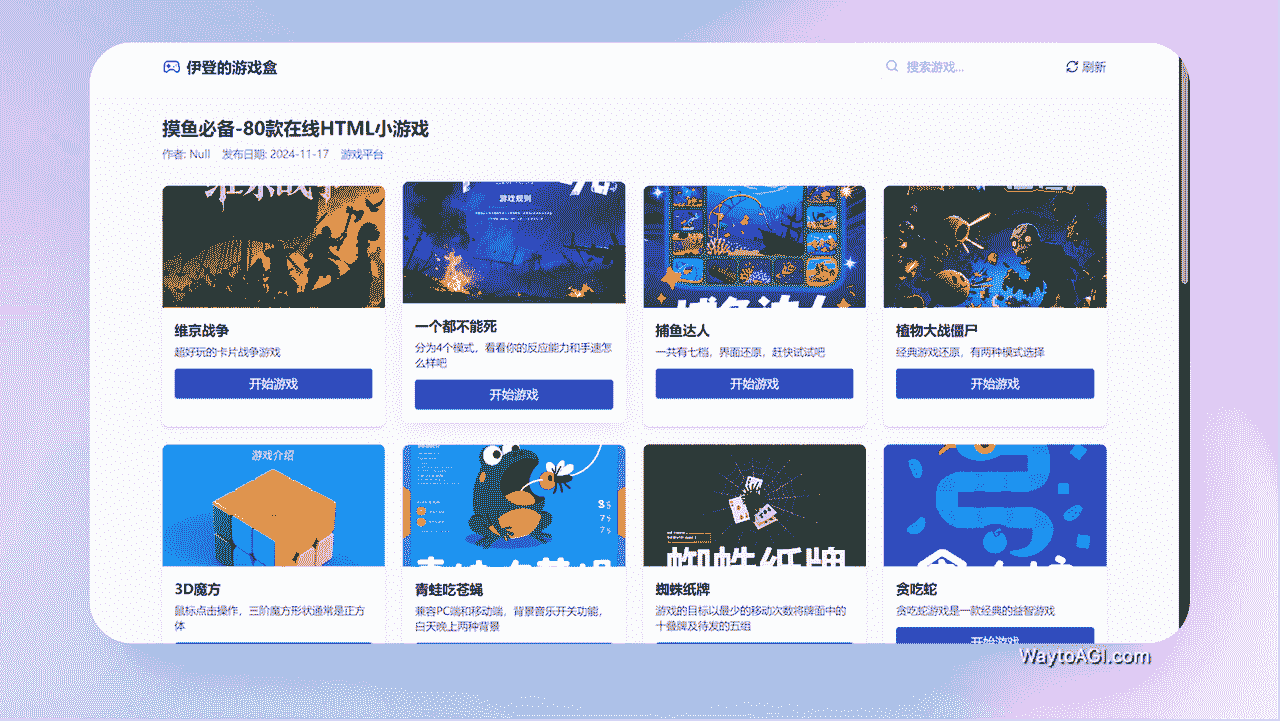 伊登的游戏盒
搜索游戏...
刷新
摸鱼必备-80款在线HTML小游戏
作者: Null 发布日期: 2024-11-17 游戏平台
游戏规则
维京战争
超好玩的卡片战争游戏
开始游戏
一个都不能死
分为4个模式，看看你的反应能力和手速怎
么样吧
开始游戏
捕鱼达人
一共有七档，界面还原，赶快试试吧
开始游戏
植物大战僵尸
经典游戏还原，有两种模式选择
开始游戏
游戏介绍
蜘蛛纸牌
3D魔方
鼠标点击操作，三阶魔方形状通常是正方
体
青蛙吃苍蝇
兼容PC端和移动端，背景音乐开关功能，
白天晚上两种背景
蜘蛛纸牌
游戏的目标以最少的移动次数将牌面中的
十叠牌及待发的五组
贪吃蛇
贪吃蛇游戏是一款经典的益智游戏
开始游戏
WaytoAGI.com